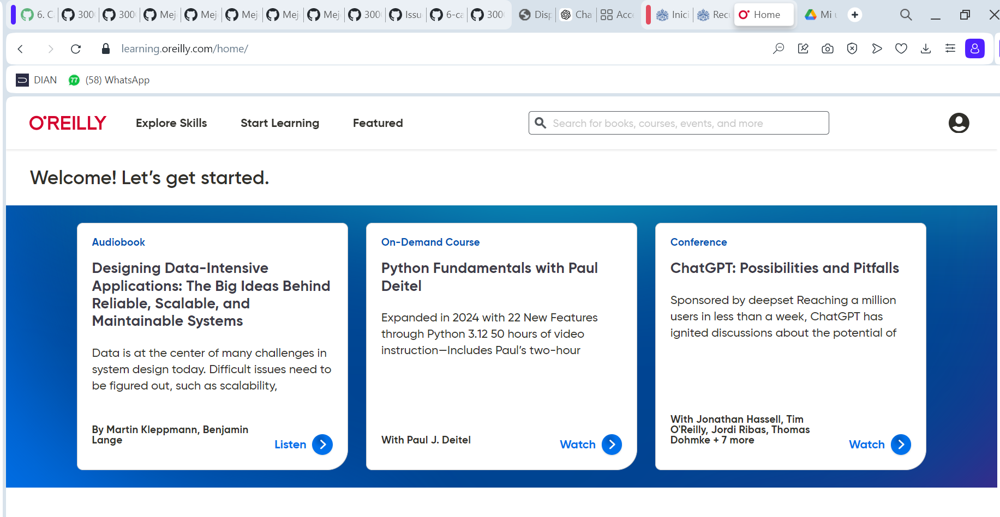 6. C
300
300
Mej
Mej
Mej
Mej
Mej
300
Issu
6-ca
300
Disp
Cha
Acce
Inici
Recu
Home
Mi u
learning.oreilly.com/home/
DIAN
77
(58) WhatsApp
O'REILLY
Explore Skills
Start Learning
Featured
Search for books, courses, events, and more
Welcome! Let's get started.
Audiobook
Designing Data-Intensive
Applications: The Big Ideas Behind
Reliable, Scalable, and
Maintainable Systems
Data is at the center of many challenges in
system design today. Difficult issues need to
be figured out, such as scalability,
By Martin Kleppmann, Benjamin
Lange
Listen
On-Demand Course
Python Fundamentals with Paul
Deitel
Expanded in 2024 with 22 New Features
through Python 3.12 50 hours of video
instruction—Includes Paul's two-hour
With Paul J. Deitel
Watch
Conference
ChatGPT: Possibilities and Pitfalls
Sponsored by deepset Reaching a million
users in less than a week, ChatGPT has
ignited discussions about the potential of
With Jonathan Hassell, Tim
O'Reilly, Jordi Ribas, Thomas
Dohmke + 7 more
Watch